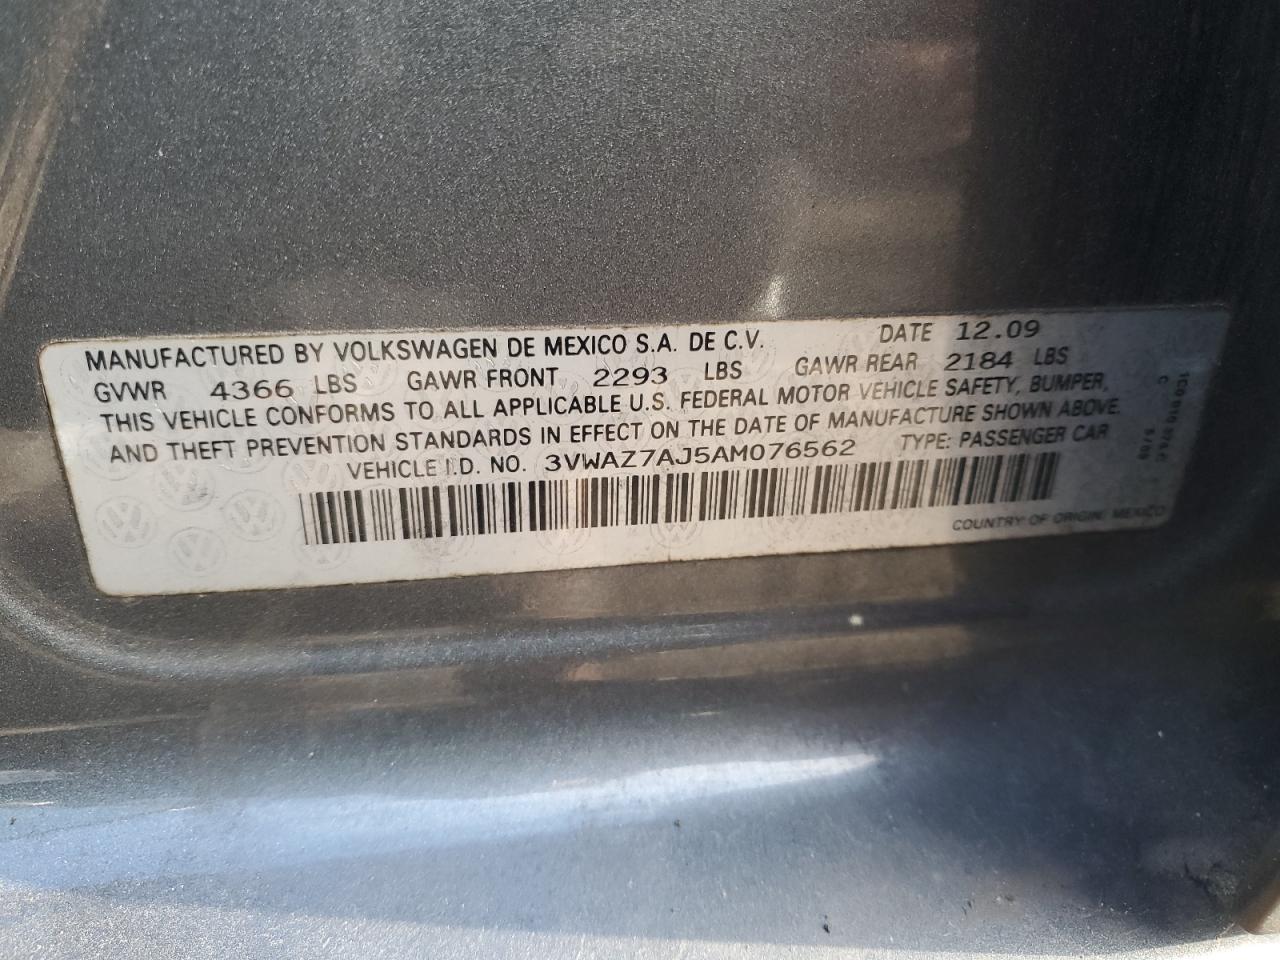 MANUFACTURED BY VOLKSWAGEN DE MEXICO S.A. DE C.V. DATE 12.09
GVWR 4366 LBS GAWR FRONT 2293 LBS GAWR REAR 2184 LBS
THIS VEHICLE CONFORMS TO ALL APPLICABLE U.S. FEDERAL MOTOR VEHICLE SAFETY, BUMPER,
AND THEFT PREVENTION STANDARDS IN EFFECT ON THE DATE OF MANUFACTURE SHOWN ABOVE.
VEHICLE I.D. NO. 3VWAZ7AJ5AM076562 TYPE: PASSENGER CAR
COUNTRY OF ORIGIN: MEXICO